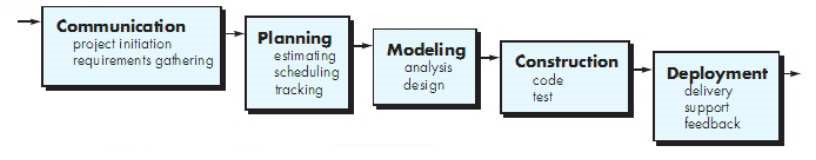 Communication
project initiation
requirements gathering
Planning
estimating
scheduling
tracking
Modeling
analysis
design
Construction
code
test
Deployment
delivery
support
feedback